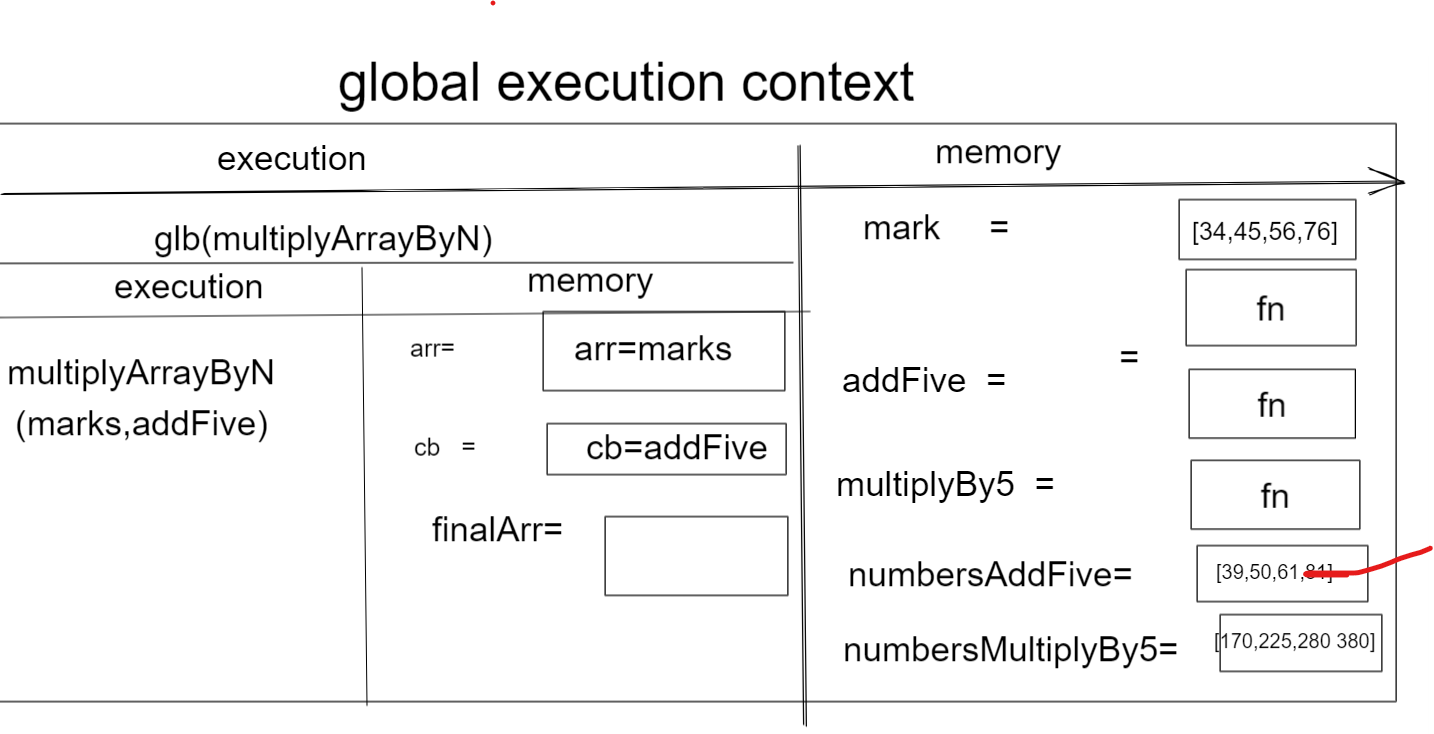 global execution context
execution
memory
glb(multiplyArrayByN)
execution
memory
multiplyArrayByN
(marks,addFive)
arr=
arr=marks
cb =
cb=addFive
finalArr=
mark =
[34,45,56,76]
fn
=
addFive =
fn
multiplyBy5 =
fn
numbersAddFive=
[39,50,61,81]
numbersMultiplyBy5=
[170,225,280 380]